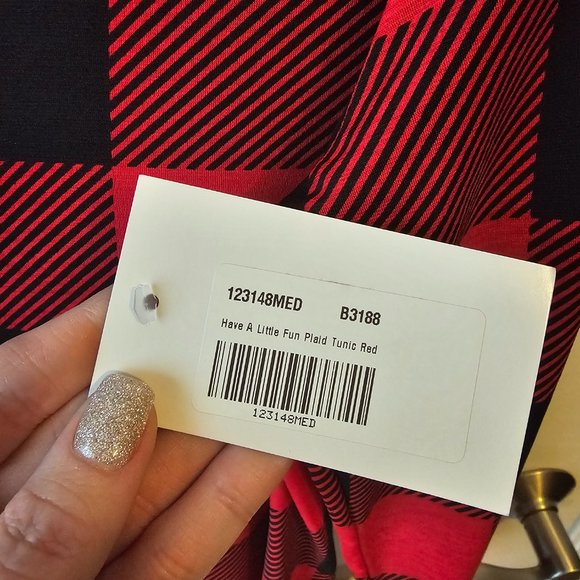 123148MED B3188
Have A Little Fun Plaid Tunic Red
123148MED